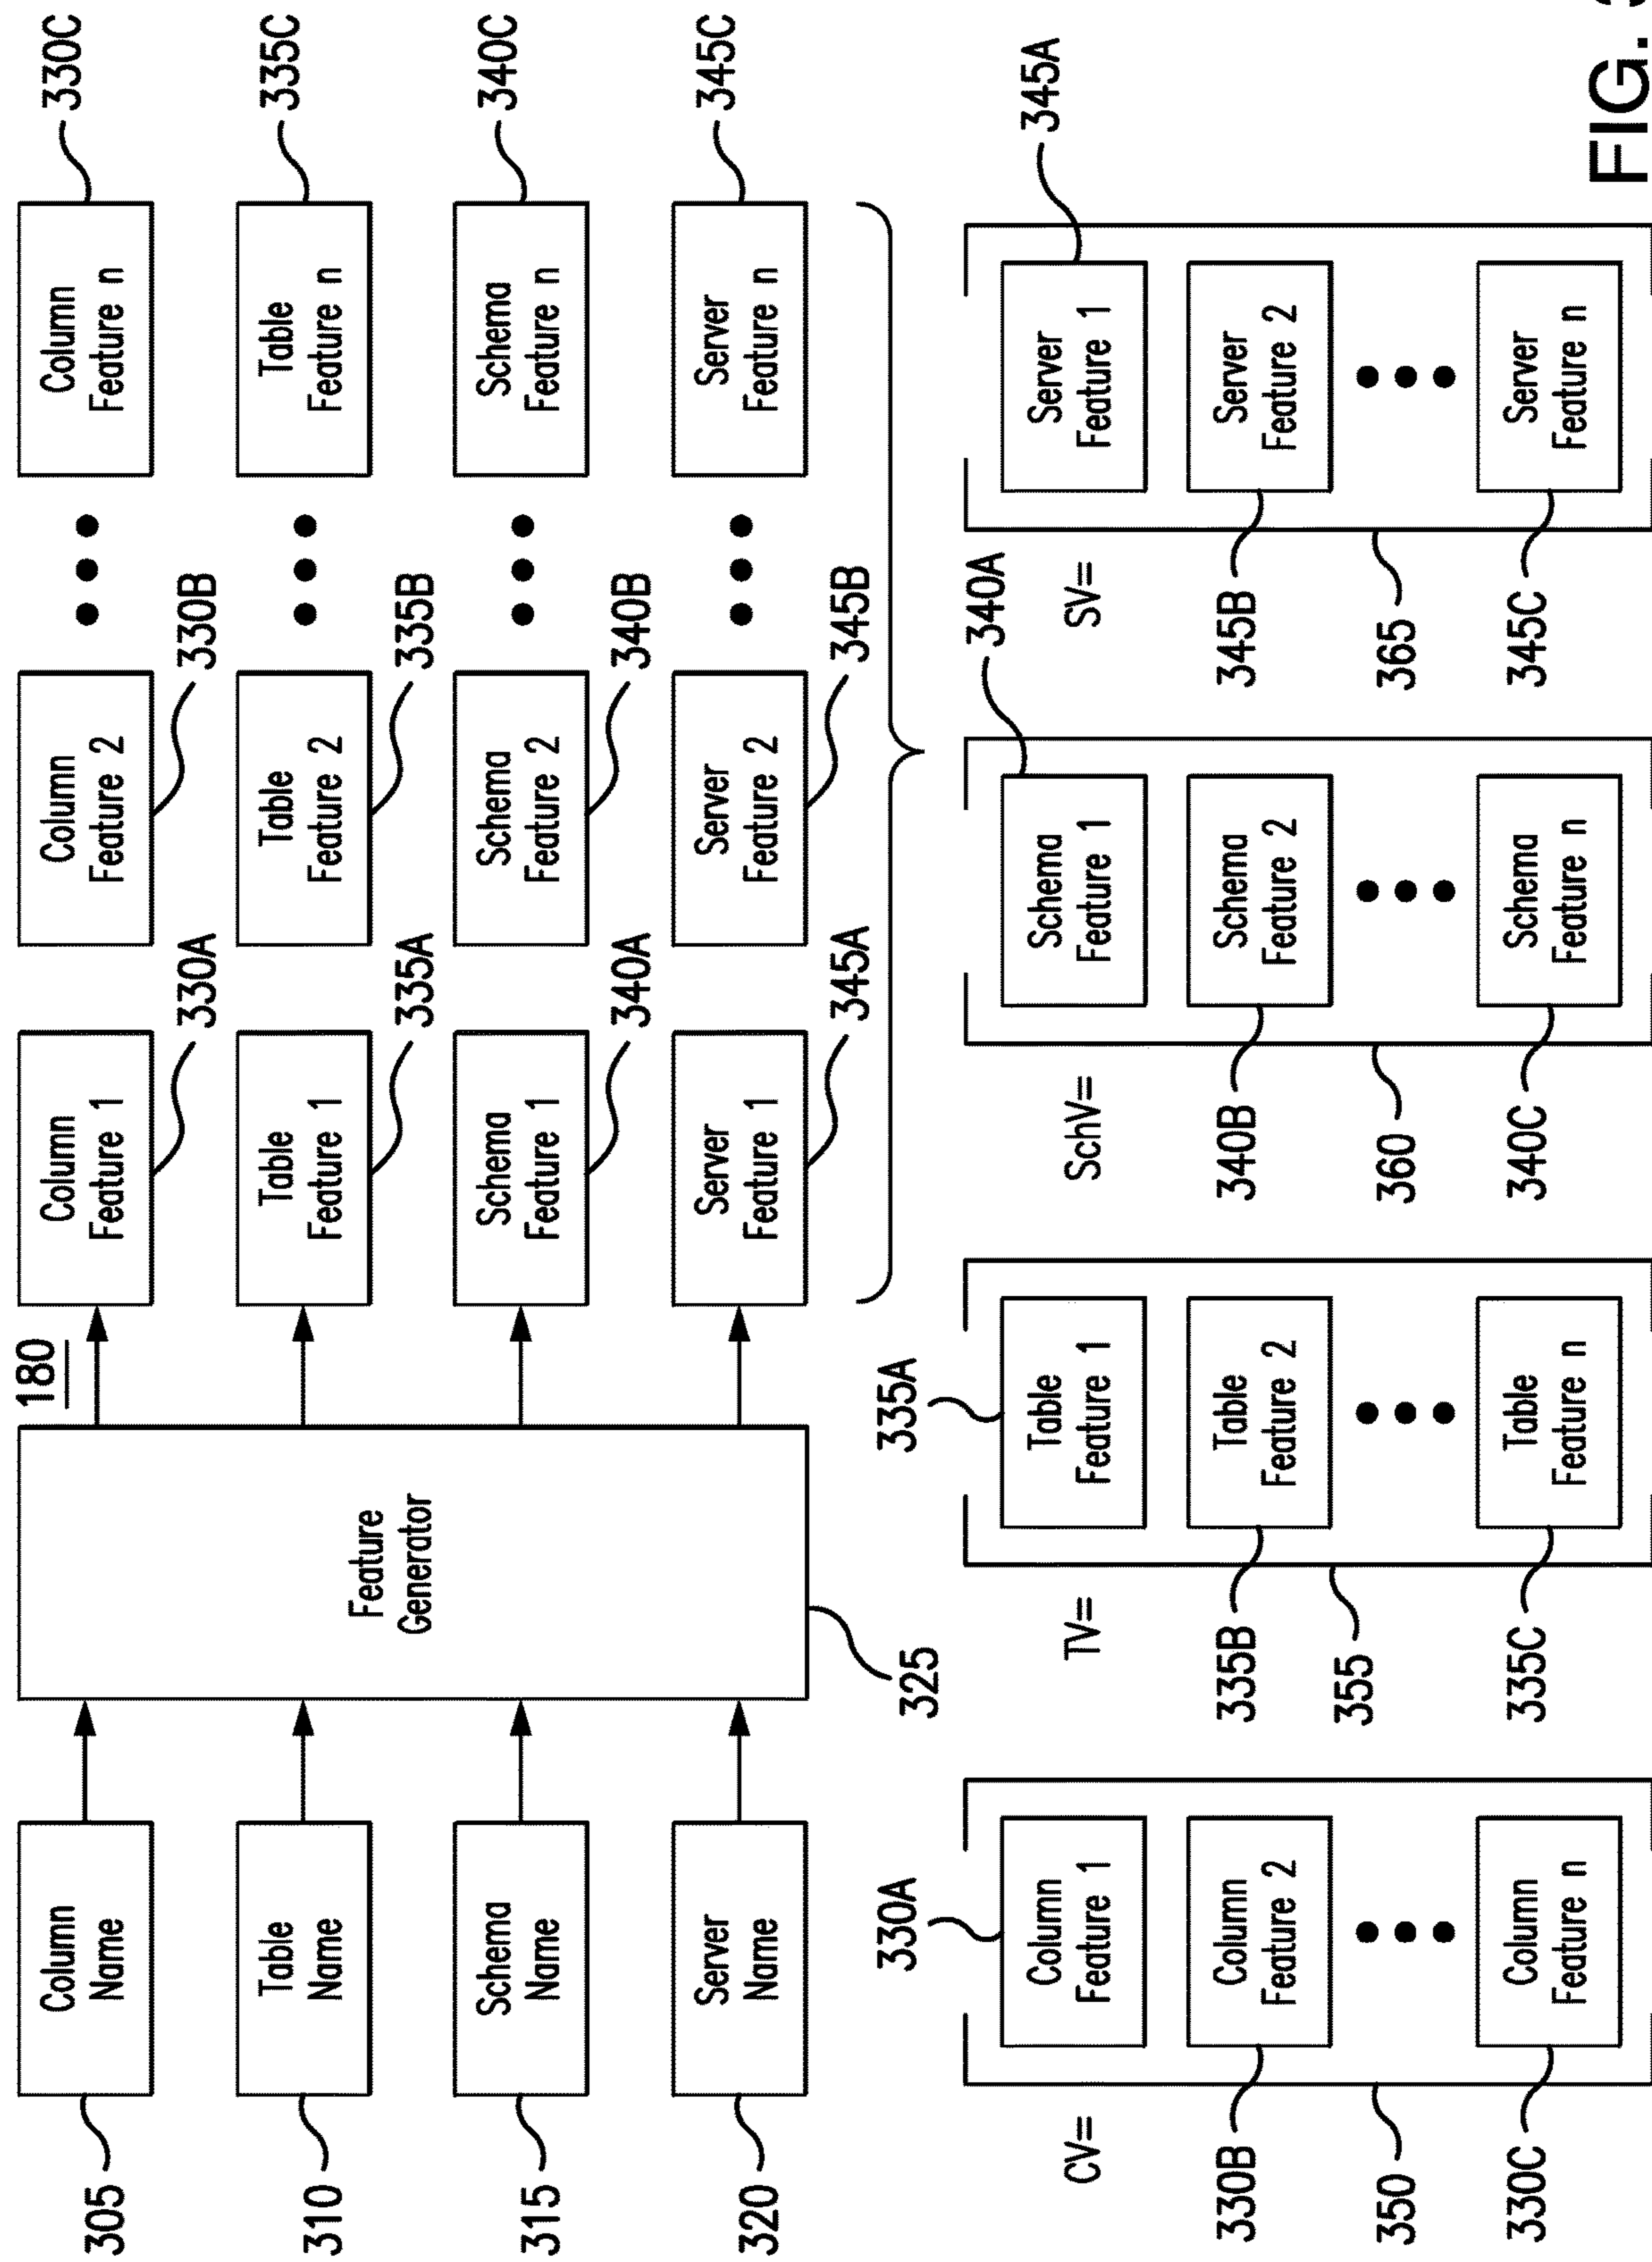 180
305
Column
Name
Column
Feature 1
330A
Column
Feature 2
330B
Column
Feature n
330C
310
Table
Name
Table
Feature 1
335A
Table
Feature 2
335B
Table
Feature n
335C
315
Schema
Name
Schema
Feature 1
340A
Schema
Feature 2
340B
Schema
Feature n
340C
320
Server
Name
Server
Feature 1
345A
Server
Feature 2
345B
Server
Feature n
345C
Feature
Generator
325
CV=
330A
Column
Feature 1
330B
Column
Feature 2
350
330C
Column
Feature n
TV=
335A
Table
Feature 1
335B
Table
Feature 2
355
335C
Table
Feature n
SchV=
340A
Schema
Feature 1
340B
Schema
Feature 2
360
340C
Schema
Feature n
SV=
345A
Server
Feature 1
345B
Server
Feature 2
365
345C
Server
Feature n
FIG.